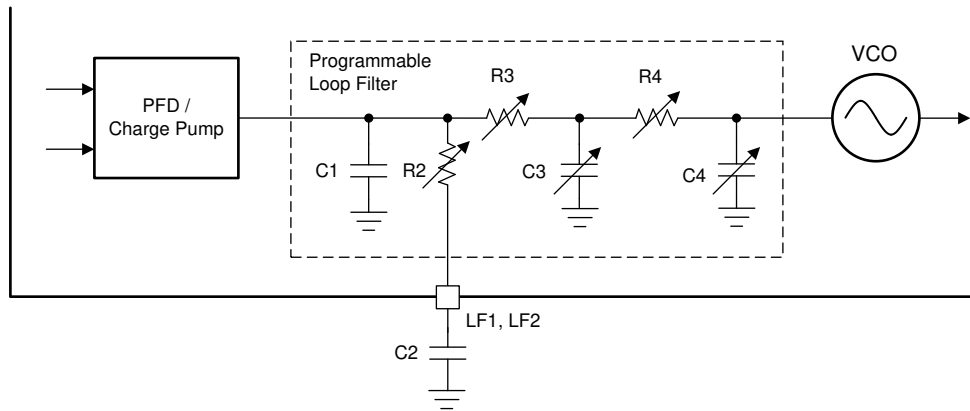 PFD /
Charge Pump
Programmable
Loop Filter
R3
R4
VCO
C1
R2
C3
C4
LF1, LF2
C2